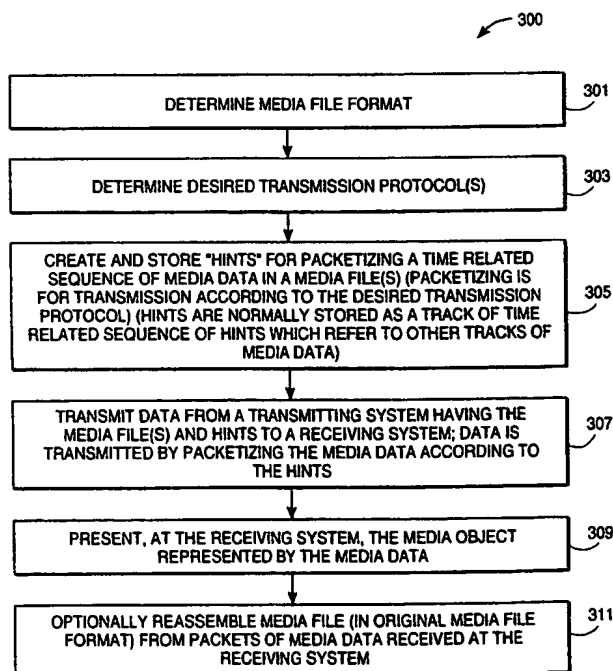 300
DETERMINE MEDIA FILE FORMAT
301
DETERMINE DESIRED TRANSMISSION PROTOCOL(S)
303
CREATE AND STORE "HINTS" FOR PACKETIZING A TIME RELATED
SEQUENCE OF MEDIA DATA IN A MEDIA FILE(S) (PACKETIZING IS
FOR TRANSMISSION ACCORDING TO THE DESIRED TRANSMISSION
PROTOCOL) (HINTS ARE NORMALLY STORED AS A TRACK OF TIME
RELATED SEQUENCE OF HINTS WHICH REFER TO OTHER TRACKS OF
MEDIA DATA)
305
TRANSMIT DATA FROM A TRANSMITTING SYSTEM HAVING THE
MEDIA FILE(S) AND HINTS TO A RECEIVING SYSTEM; DATA IS
TRANSMITTED BY PACKETIZING THE MEDIA DATA ACCORDING TO
THE HINTS
307
PRESENT, AT THE RECEIVING SYSTEM, THE MEDIA OBJECT
REPRESENTED BY THE MEDIA DATA
309
OPTIONALLY REASSEMBLE MEDIA FILE (IN ORIGINAL MEDIA FILE
FORMAT) FROM PACKETS OF MEDIA DATA RECEIVED AT THE
RECEIVING SYSTEM
311